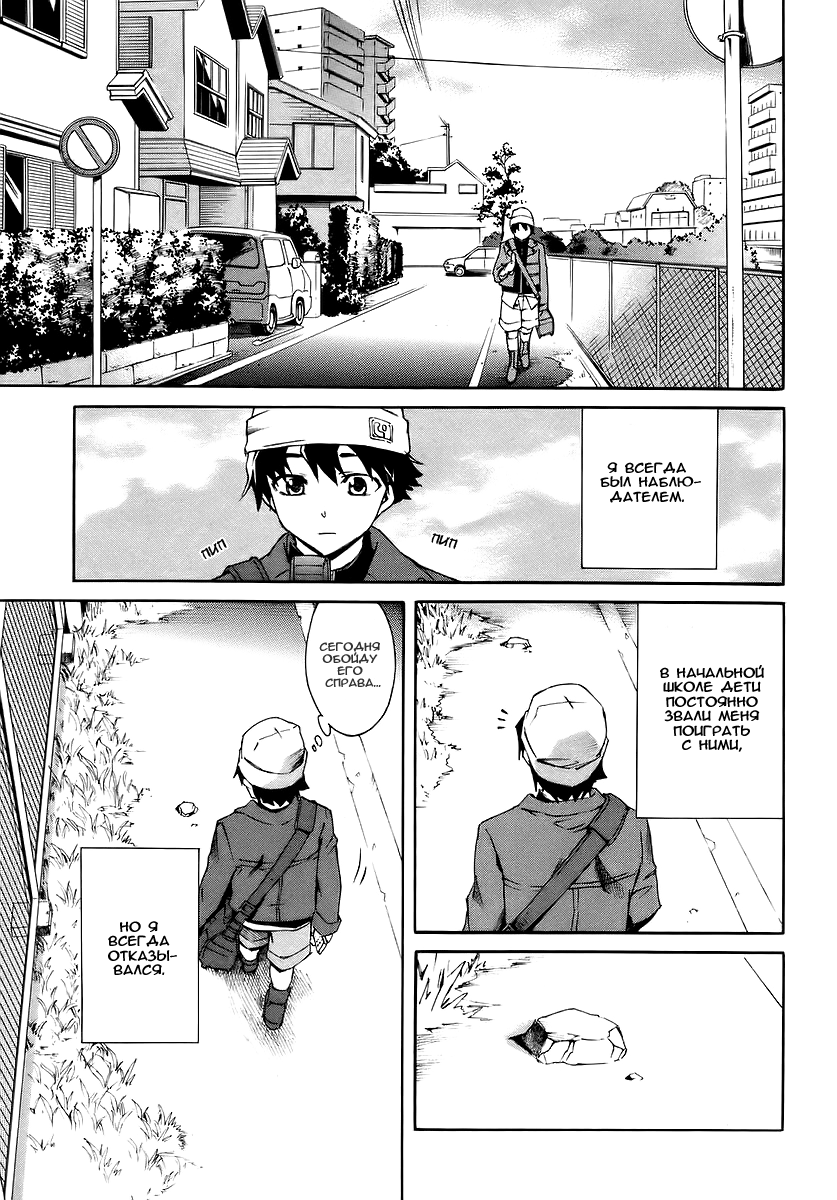 Я ВСЕГДА
БЫЛ НАБЛЮ-
ДАТЕЛЕМ.
ПИП
ПИП
В НАЧАЛЬНОЙ
ШКОЛЕ ДЕТИ
ПОСТОЯННО
ЗВАЛИ МЕНЯ
ПОИГРАТЬ
С НИМИ,
СЕГОДНЯ
ОБОЙДУ
ЕГО
СПРАВА...
НО Я
ВСЕГДА
ОТКАЗЫ-
ВАЛСЯ.